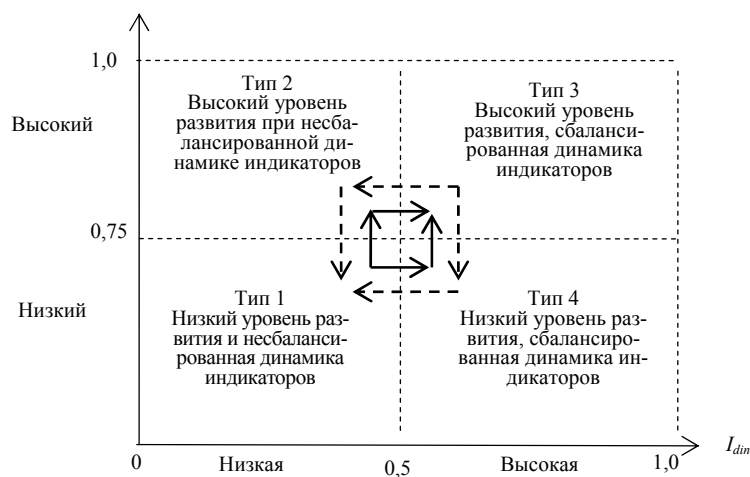 1,0
Тип 2
Высокий уровень
развития при несба-
лансированной ди-
намике индикаторов
Тип 3
Высокий уровень
развития, сбаланси-
рованная динамика
индикаторов
Высокий
0,75
Низкий
Тип 1
Низкий уровень раз-
вития и несбаланси-
рованная динамика
индикаторов
Тип 4
Низкий уровень раз-
вития, сбалансиро-
ванная динамика ин-
дикаторов
0
Низкая
0,5
Высокая
1,0
I din